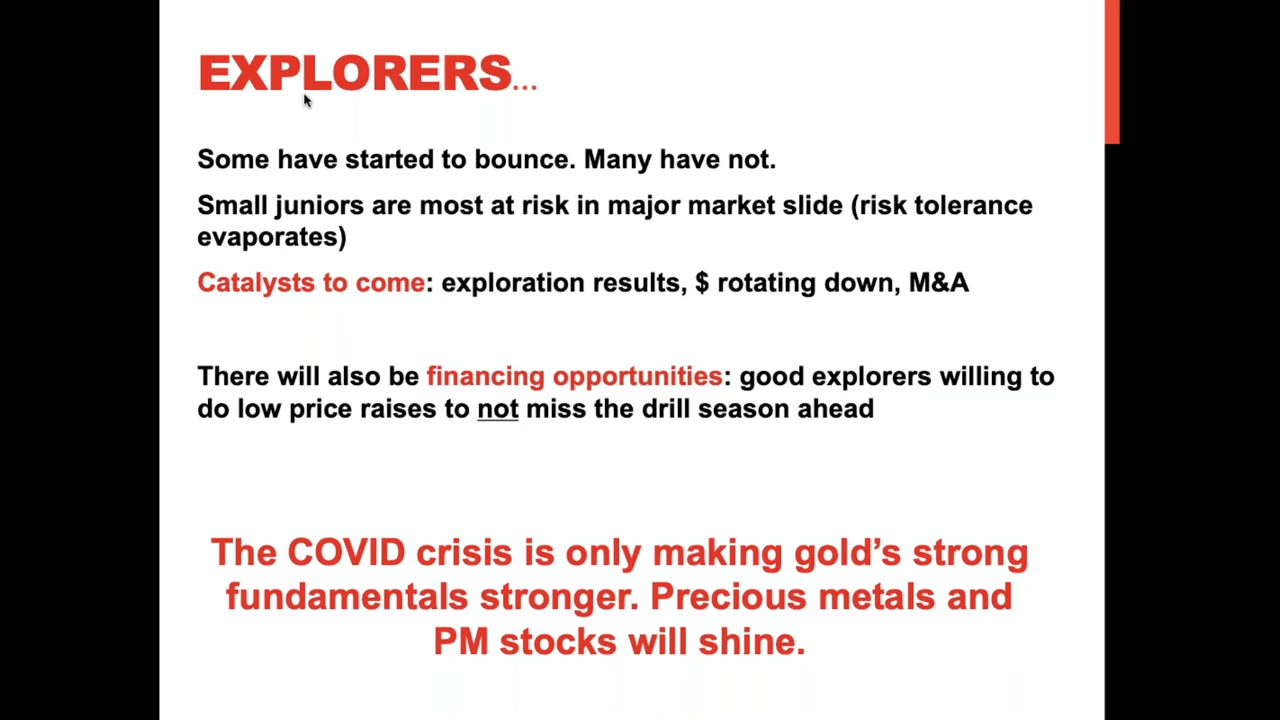 EXPLORERS...
Some have started to bounce. Many have not.
Small juniors are most at risk in major market slide (risk tolerance
evaporates)
Catalysts to come: exploration results, $ rotating down, M&A
There will also be financing opportunities: good explorers willing to
do low price raises to not miss the drill season ahead
The COVID crisis is only making gold’s strong
fundamentals stronger. Precious metals and
PM stocks will shine.